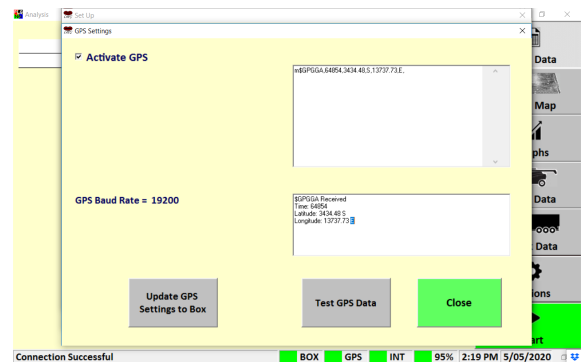 Analysis
Set Up
GPS Settings
Activate GPS
m$GPGGA,64854,3434.48,S,13737.73,E,
GPS Baud Rate = 19200
$GPGGA Received
Time: 64854
Latitude: 3434.48 S
Longitude: 13737.73 E
Update GPS
Settings to Box
Test GPS Data
Close
Data
Map
phs
Data
Data
ions
art
Connection Successful
BOX
GPS
INT
95%
2:19 PM
5/05/2020